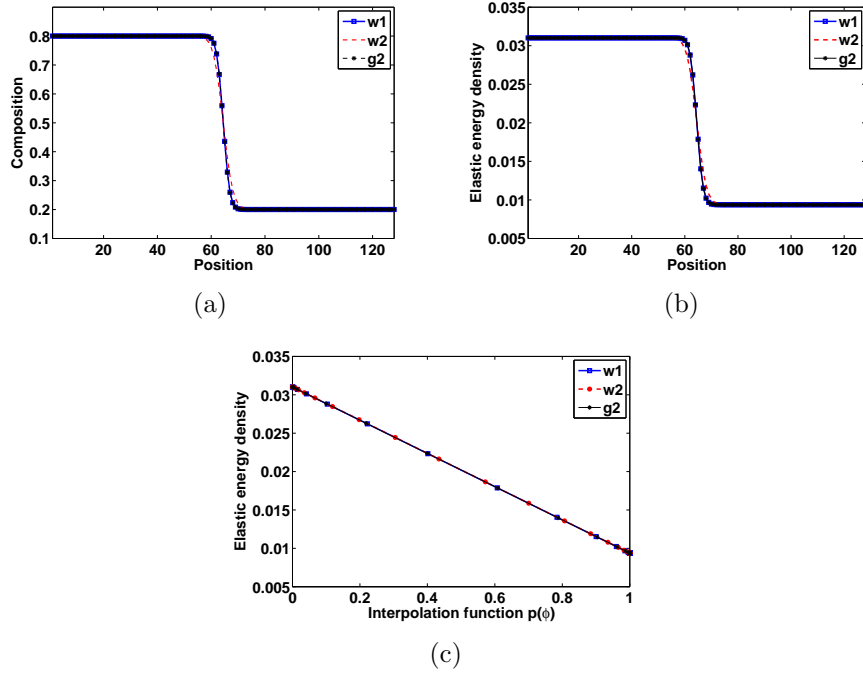 Composition
0.8
0.7
0.6
0.5
0.4
0.3
0.2
0.1
20 40 60 80 100 120
Position
w1
w2
g2
(a)
Elastic energy density
0.035
0.03
0.025
0.02
0.015
0.01
0.005
20 40 60 80 100 120
Position
w1
w2
g2
(b)
Elastic energy density
0.035
0.03
0.025
0.02
0.015
0.01
0.005
0 0.2 0.4 0.6 0.8 1
Interpolation function p(ϕ)
w1
w2
g2
(c)